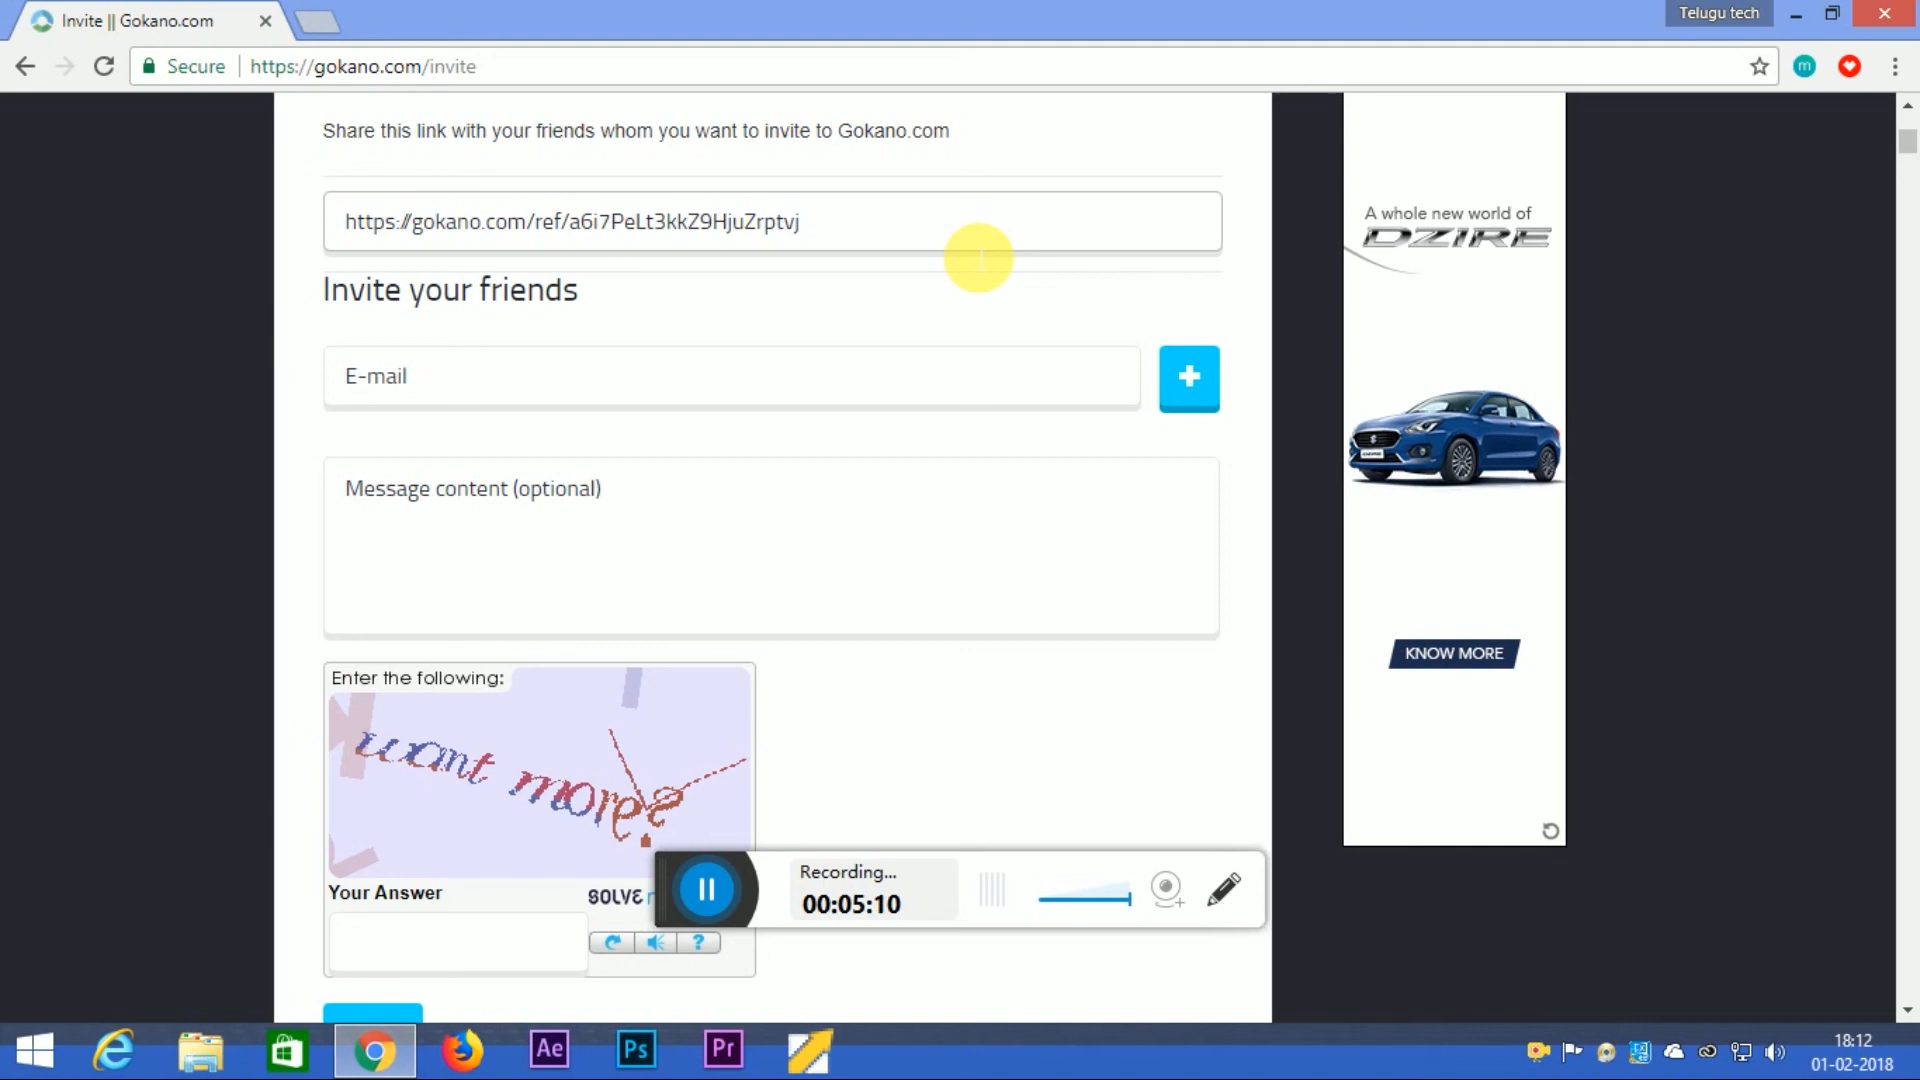 Invite || Gokano.com
Telugu tech
Secure
https://gokano.com/invite
Share this link with your friends whom you want to invite to Gokano.com
https://gokano.com/ref/a6i7PeLt3kkZ9HjuZrptvj
Invite your friends
E-mail
Message content (optional)
Enter the following:
want more?
Your Answer
SOLVE
A whole new world of
DZIRE
KNOW MORE
Recording...
00:05:10
Ae
Ps
Pr
18:12
01-02-2018